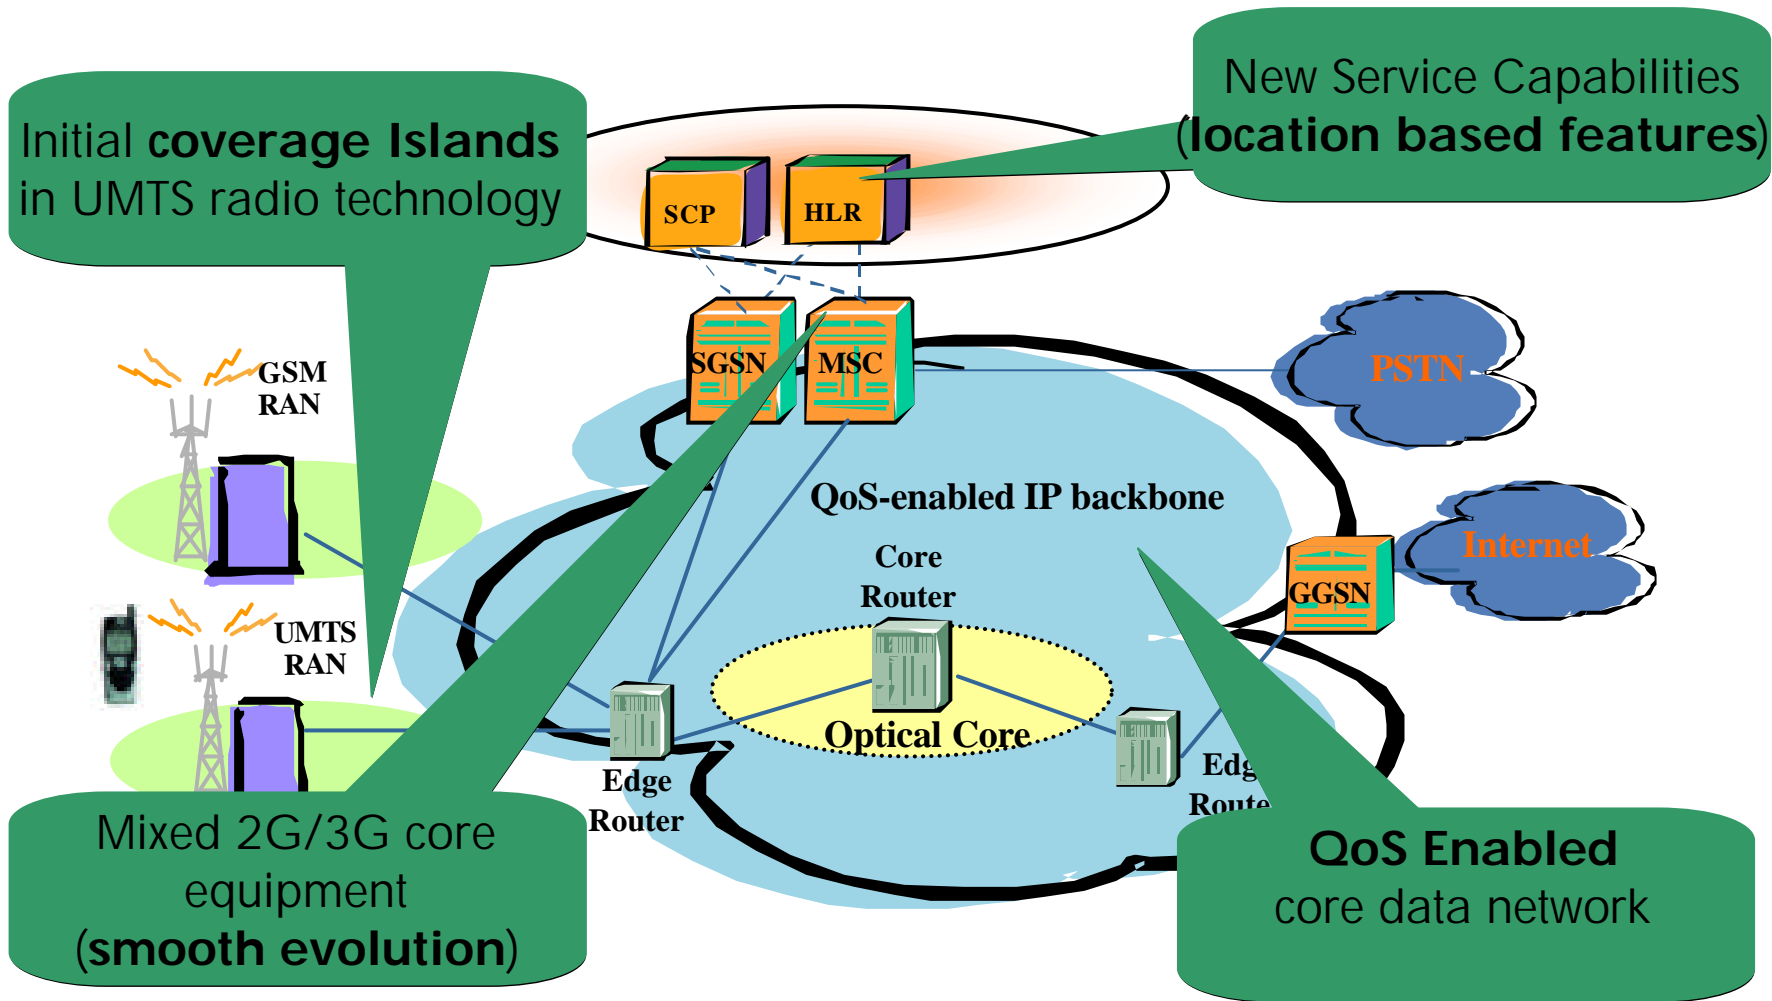 New Service Capabilities
(location based features)
Initial coverage Islands
in UMTS radio technology
SCP
HLR
SGSN
MSC
PSTN
GSM
RAN
QoS-enabled IP backbone
Internet
Core
Router
GGSN
UMTS
RAN
Optical Core
Edge
Router
Mixed 2G/3G core
equipment
(smooth evolution)
QoS Enabled
core data network